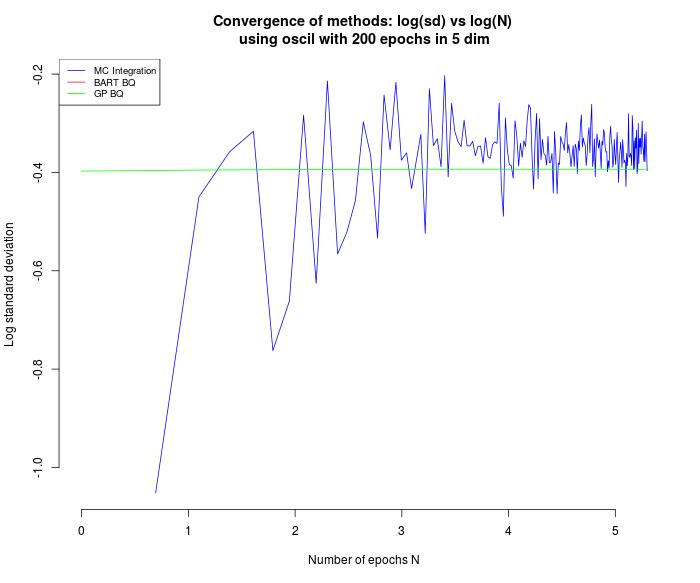 Convergence of methods: log(sd) vs log(N)
using oscil with 200 epochs in 5 dim
MC Integration
BART BQ
GP BQ
Log standard deviation
-0.2
-0.4
-0.6
-0.8
-1.0
0 1 2 3 4 5
Number of epochs N